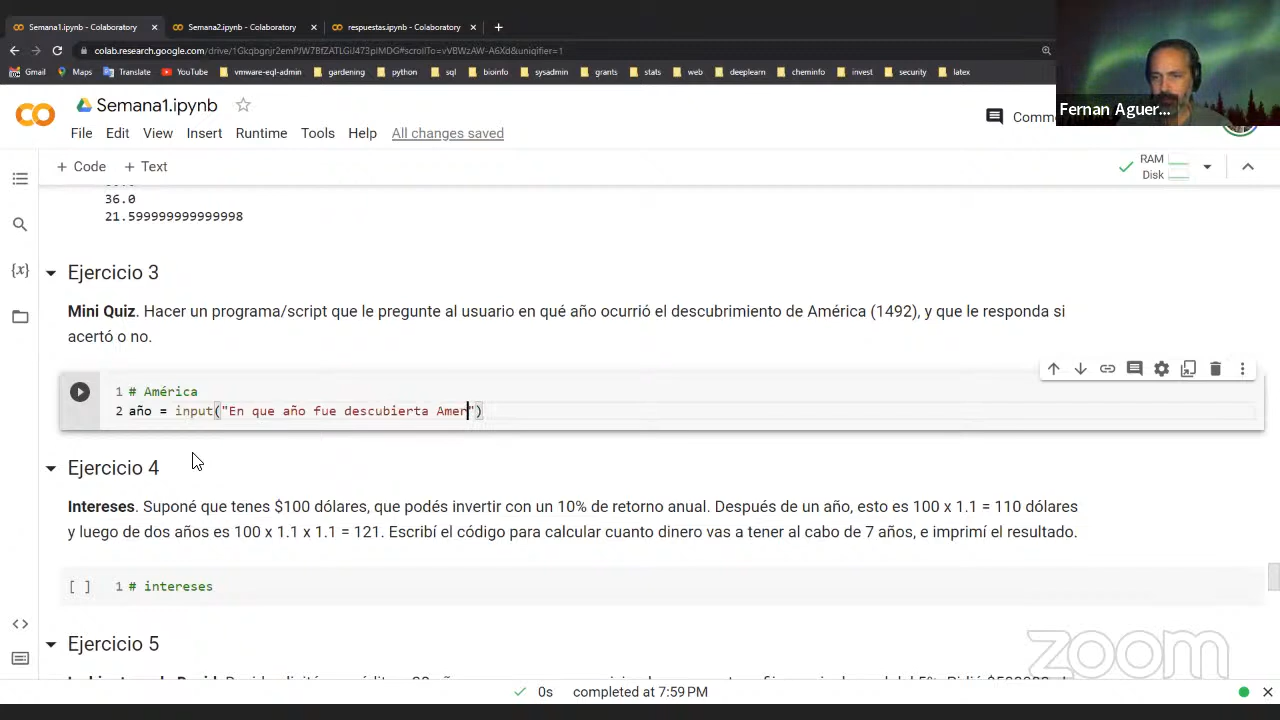 Semana1.ipynb - Colaboratory
Semana2.ipynb - Colaboratory
respuestas.ipynb - Colaboratory
Gmail
Maps
Translate
YouTube
vmware-eql-admin
gardening
python
sql
bioinfo
sysadmin
grants
stats
web
deeplearn
cheminfo
invest
security
latex
Fernan Aguer...
Semana1.ipynb
File Edit View Insert Runtime Tools Help All changes saved
+ Code + Text
RAM
Disk
36.0
21.599999999999998
Ejercicio 3
Mini Quiz. Hacer un programa/script que le pregunte al usuario en qué año ocurrió el descubrimiento de América (1492), y que le responda si
acertó o no.
1 # América
2 año = input("En que año fue descubierta Amer")
Ejercicio 4
Intereses. Suponé que tenes $100 dólares, que podés invertir con un 10% de retorno anual. Después de un año, esto es 100 x 1.1 = 110 dólares
y luego de dos años es 100 x 1.1 x 1.1 = 121. Escribí el código para calcular cuanto dinero vas a tener al cabo de 7 años, e imprimí el resultado.
[ ] 1 # intereses
Ejercicio 5
zoom
0s completed at 7:59 PM